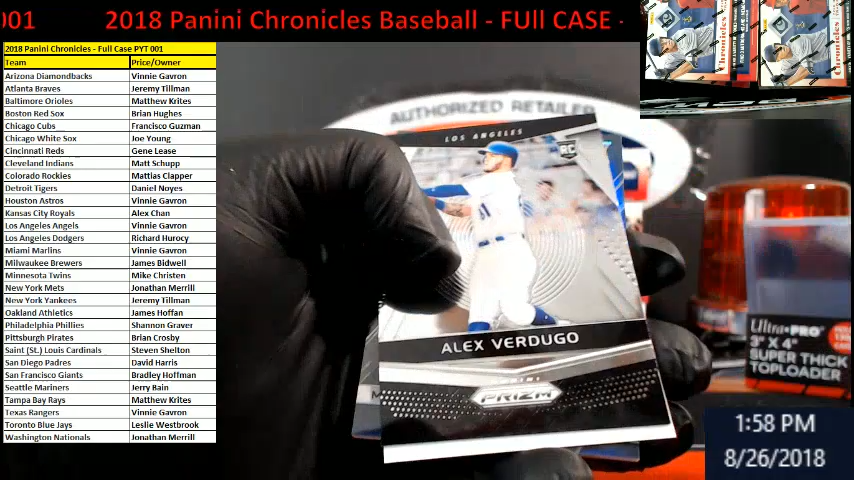 001 2018 Panini Chronicles Baseball - FUll CASE -
2018 Panini Chronicles - Full Case PYT 001
Team Price/Owner
Arizona Diamondbacks Vinnie Gavron
Atlanta Braves Jeremy Tillman
Baltimore Orioles Matthew Krites
Boston Red Sox Brian Hughes
Chicago Cubs Francisco Guzman
Chicago White Sox Joe Young
Cincinnati Reds Gene Lease
Cleveland Indians Matt Schupp
Colorado Rockies Mattias Clapper
Detroit Tigers Daniel Noyes
Houston Astros Vinnie Gavron
Kansas City Royals Alex Chan
Los Angeles Angels Vinnie Gavron
Los Angeles Dodgers Richard Hurocy
Miami Marlins Vinnie Gavron
Milwaukee Brewers James Bidwell
Minnesota Twins Mike Christen
New York Mets Jonathan Merrill
New York Yankees Jeremy Tillman
Oakland Athletics James Hoffan
Philadelphia Phillies Shannon Graver
Pittsburgh Pirates Brian Crosby
Saint (St.) Louis Cardinals Steven Shelton
San Diego Padres David Harris
San Francisco Giants Bradley Hoffman
Seattle Mariners Jerry Bain
Tampa Bay Rays Matthew Krites
Texas Rangers Vinnie Gavron
Toronto Blue Jays Leslie Westbrook
Washington Nationals Jonathan Merrill
AUTHORIZED RETAILER
LOS ANGELES
RC
ALEX VERDUGO
PANINI
PRIZM
Chronicles
Chronicles
Ultra•PRO
3" X 4"
SUPER THICK
TOPLOADER
1:58 PM
8/26/2018